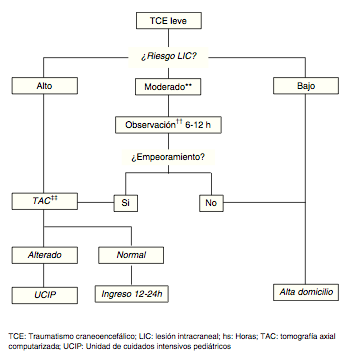 TCE leve
¿Riesgo LIC?
Alto
Moderado**
Bajo
Observación†† 6-12 h
¿Empeoramiento?
TAC‡‡
Si
No
Alterado
Normal
UCIP
Ingreso 12-24h
Alta domicilio
TCE: Traumatismo craneoencefálico; LIC: lesión intracraneal; hs: Horas; TAC: tomografía axial
computarizada; UCIP: Unidad de cuidados intensivos pediátricos